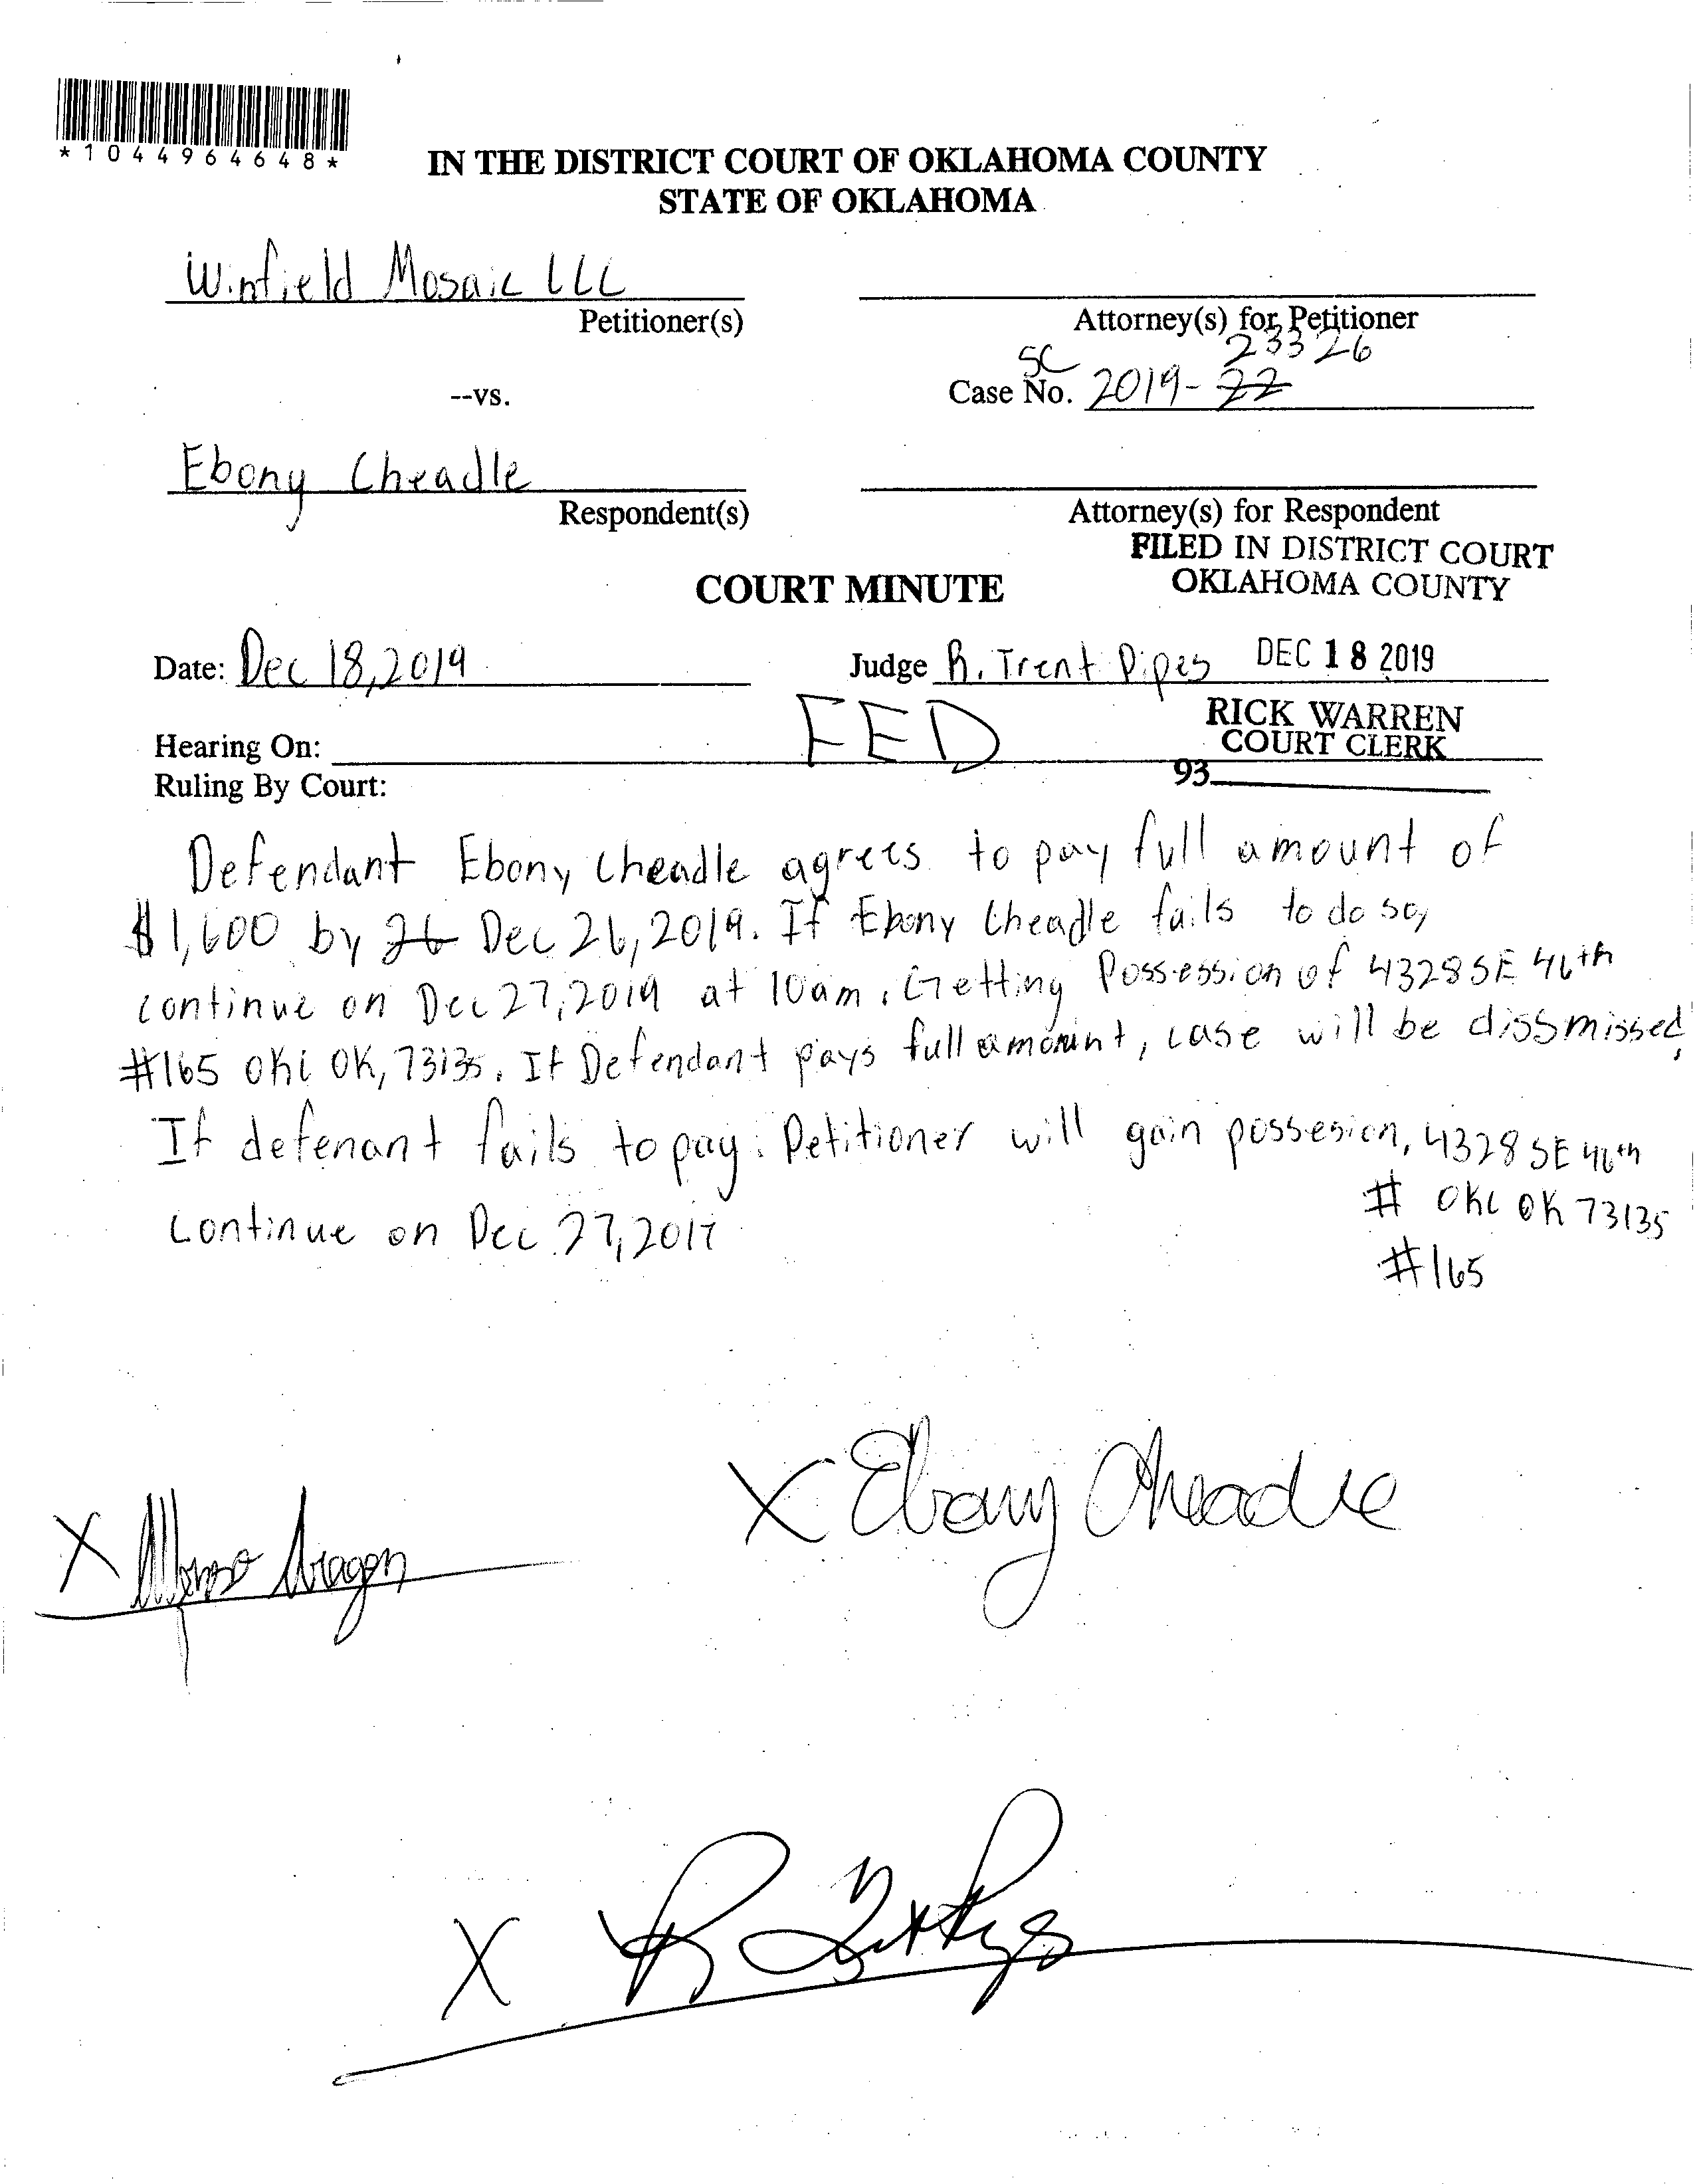 *1044964648*
IN THE DISTRICT COURT OF OKLAHOMA COUNTY
STATE OF OKLAHOMA
Winfield Mosaic LLC
Petitioner(s)
Attorney(s) for Petitioner
23326
SC
--vs.
Case No. 2019-22
Ebony Cheadle
Respondent(s)
Attorney(s) for Respondent
FILED IN DISTRICT COURT
OKLAHOMA COUNTY
COURT MINUTE
Date: Dec 18,2019
Judge R. Trent Pipes
DEC 18 2019
FED
RICK WARREN
COURT CLERK
Hearing On:
93
Ruling By Court:
Defendant Ebony Cheadle agrees to pay full amount of
$1,600 by 26 Dec 26,2019. If Ebony Cheadle fails to do so,
continue on Dec 27,2019 at 10am. Getting Possession of 4328 SE 46th
#165 okc OK, 73135. If Defendant pays full amount, case will be dissmissed.
If defenant fails to pay. Petitioner will gain possesion, 4328 SE 46th
# okc OK 73135
continue on Dec 27,2019
#165
X Ebony Cheadle
X Alfonso Aragon
X R Trent Pipes